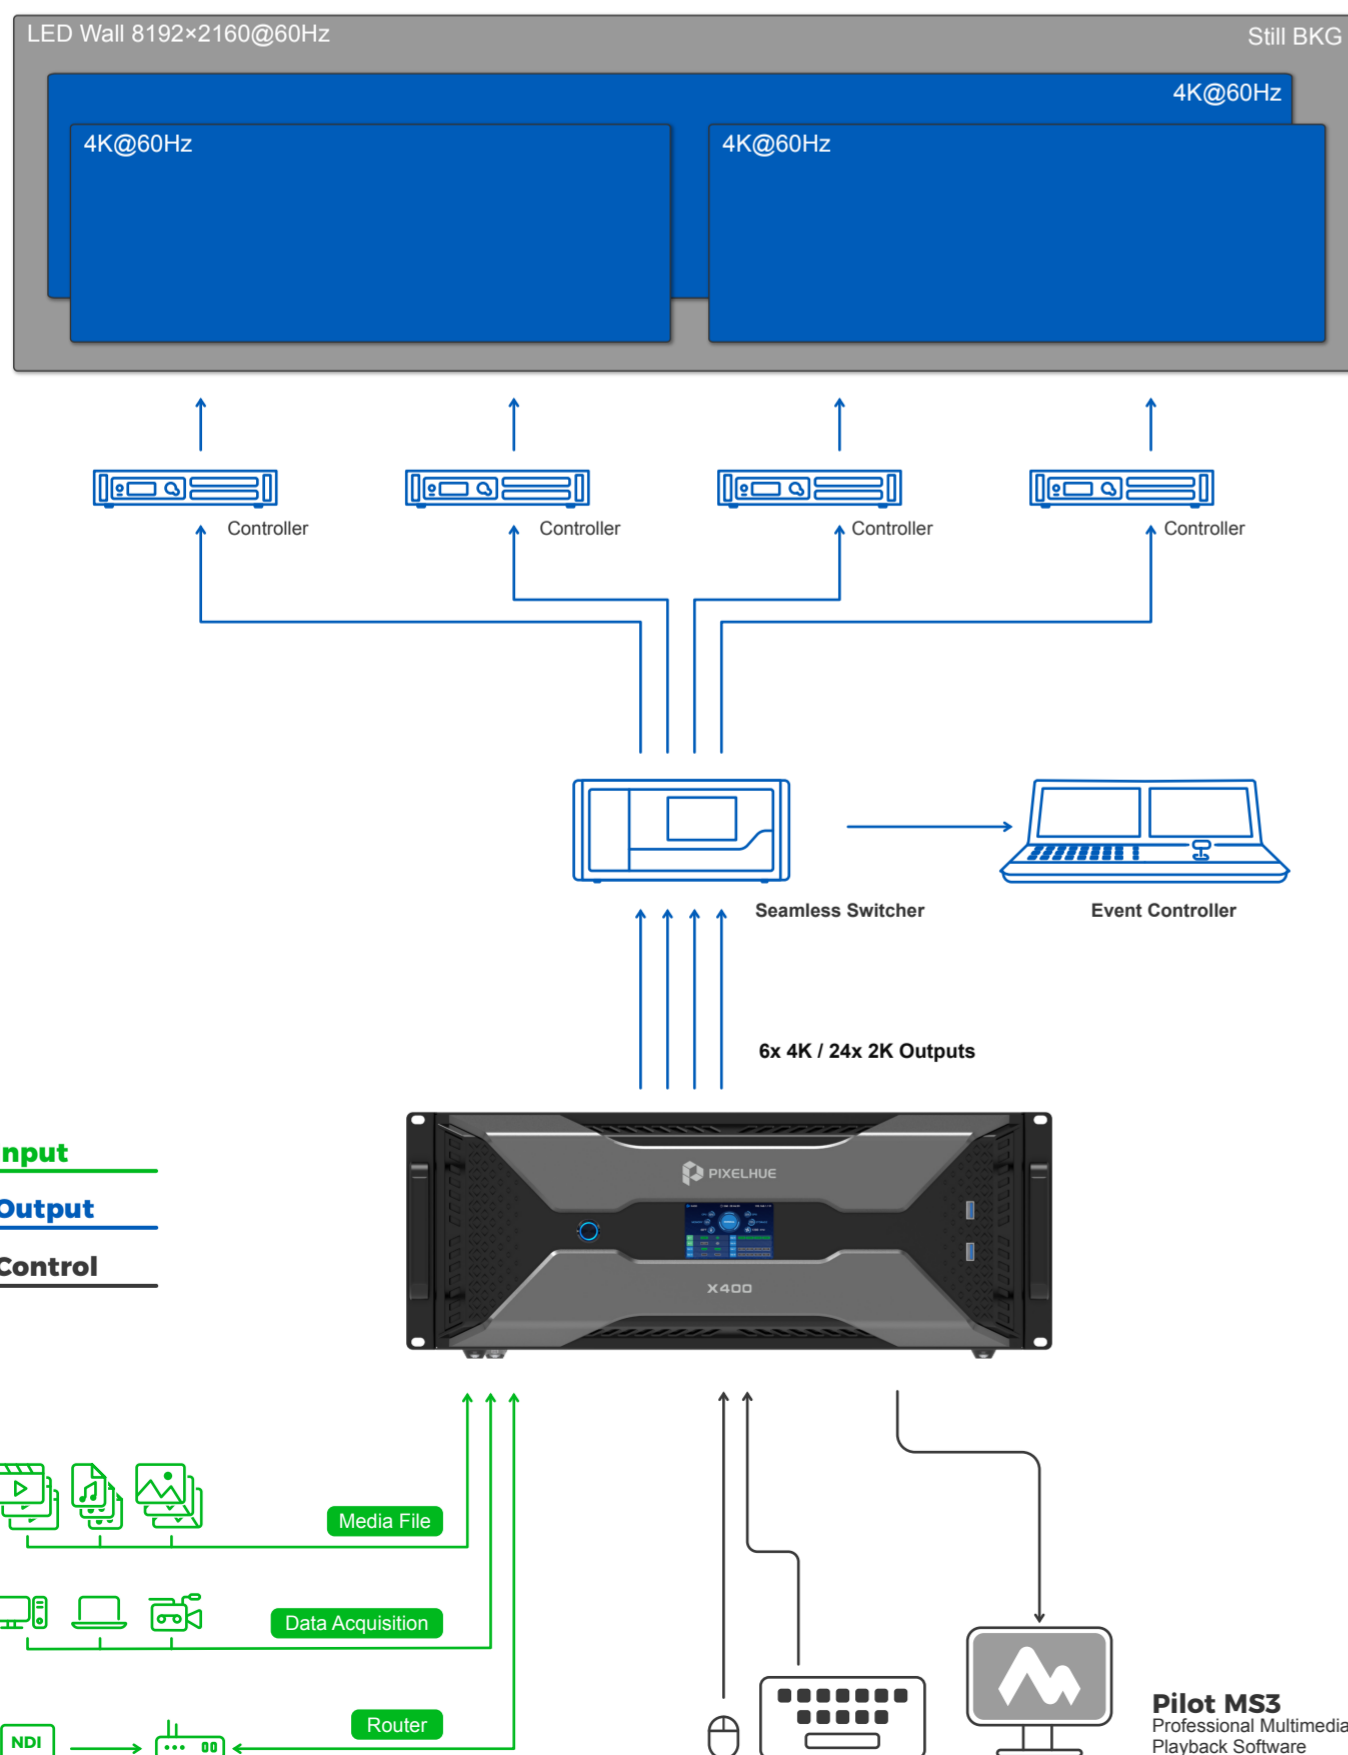 LED Wall 8192×2160@60Hz
Still BKG
4K@60Hz
4K@60Hz
4K@60Hz
Controller
Controller
Controller
Controller
Seamless Switcher
Event Controller
6x 4K / 24x 2K Outputs
nput
Output
Control
PIXELHUE
X400
Media File
Data Acquisition
Router
NDI
Pilot MS3
Professional Multimedia
Playback Software